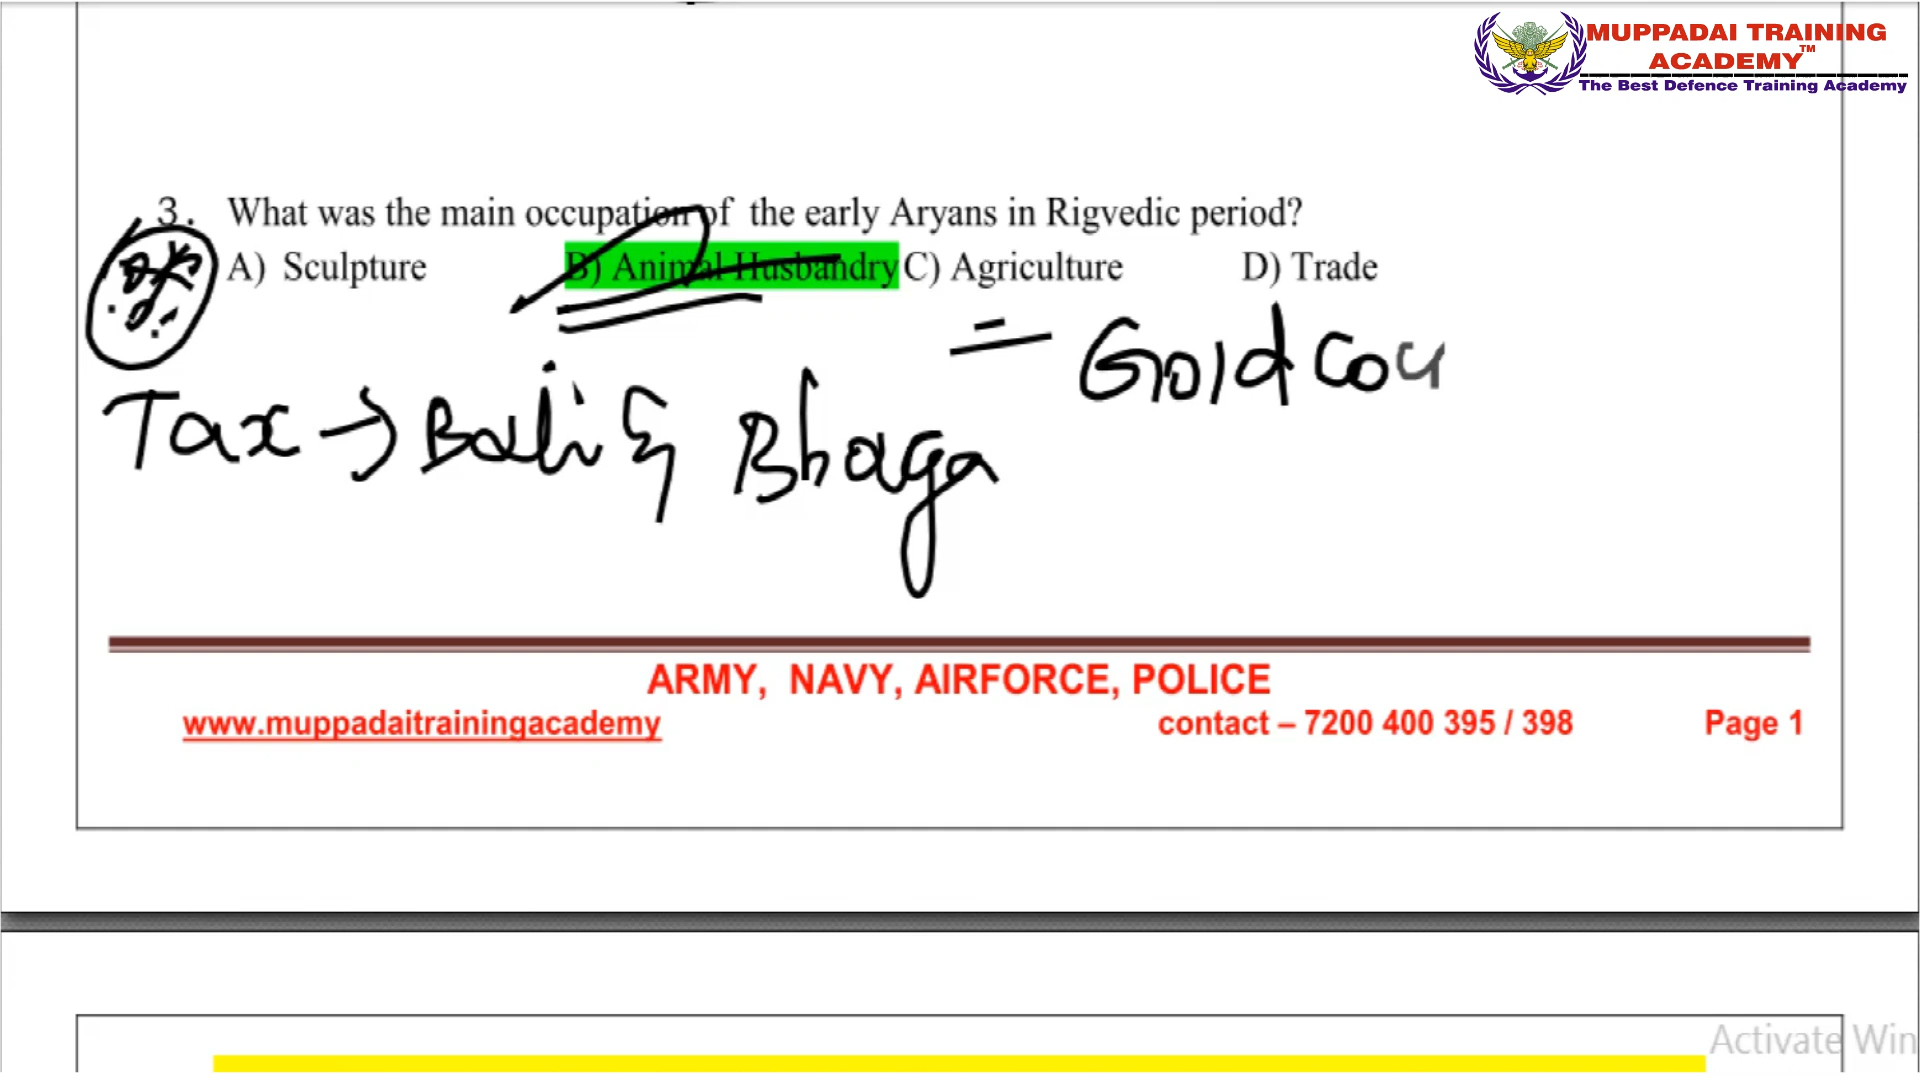 MUPPADAI TRAINING
ACADEMY™
The Best Defence Training Academy
3. What was the main occupation of the early Aryans in Rigvedic period?
A) Sculpture B) Animal Husbandry C) Agriculture D) Trade
= Gold
Tax → Bali & Bhaga
ARMY, NAVY, AIRFORCE, POLICE
www.muppadaitrainingacademy contact – 7200 400 395 / 398 Page 1
Activate Win